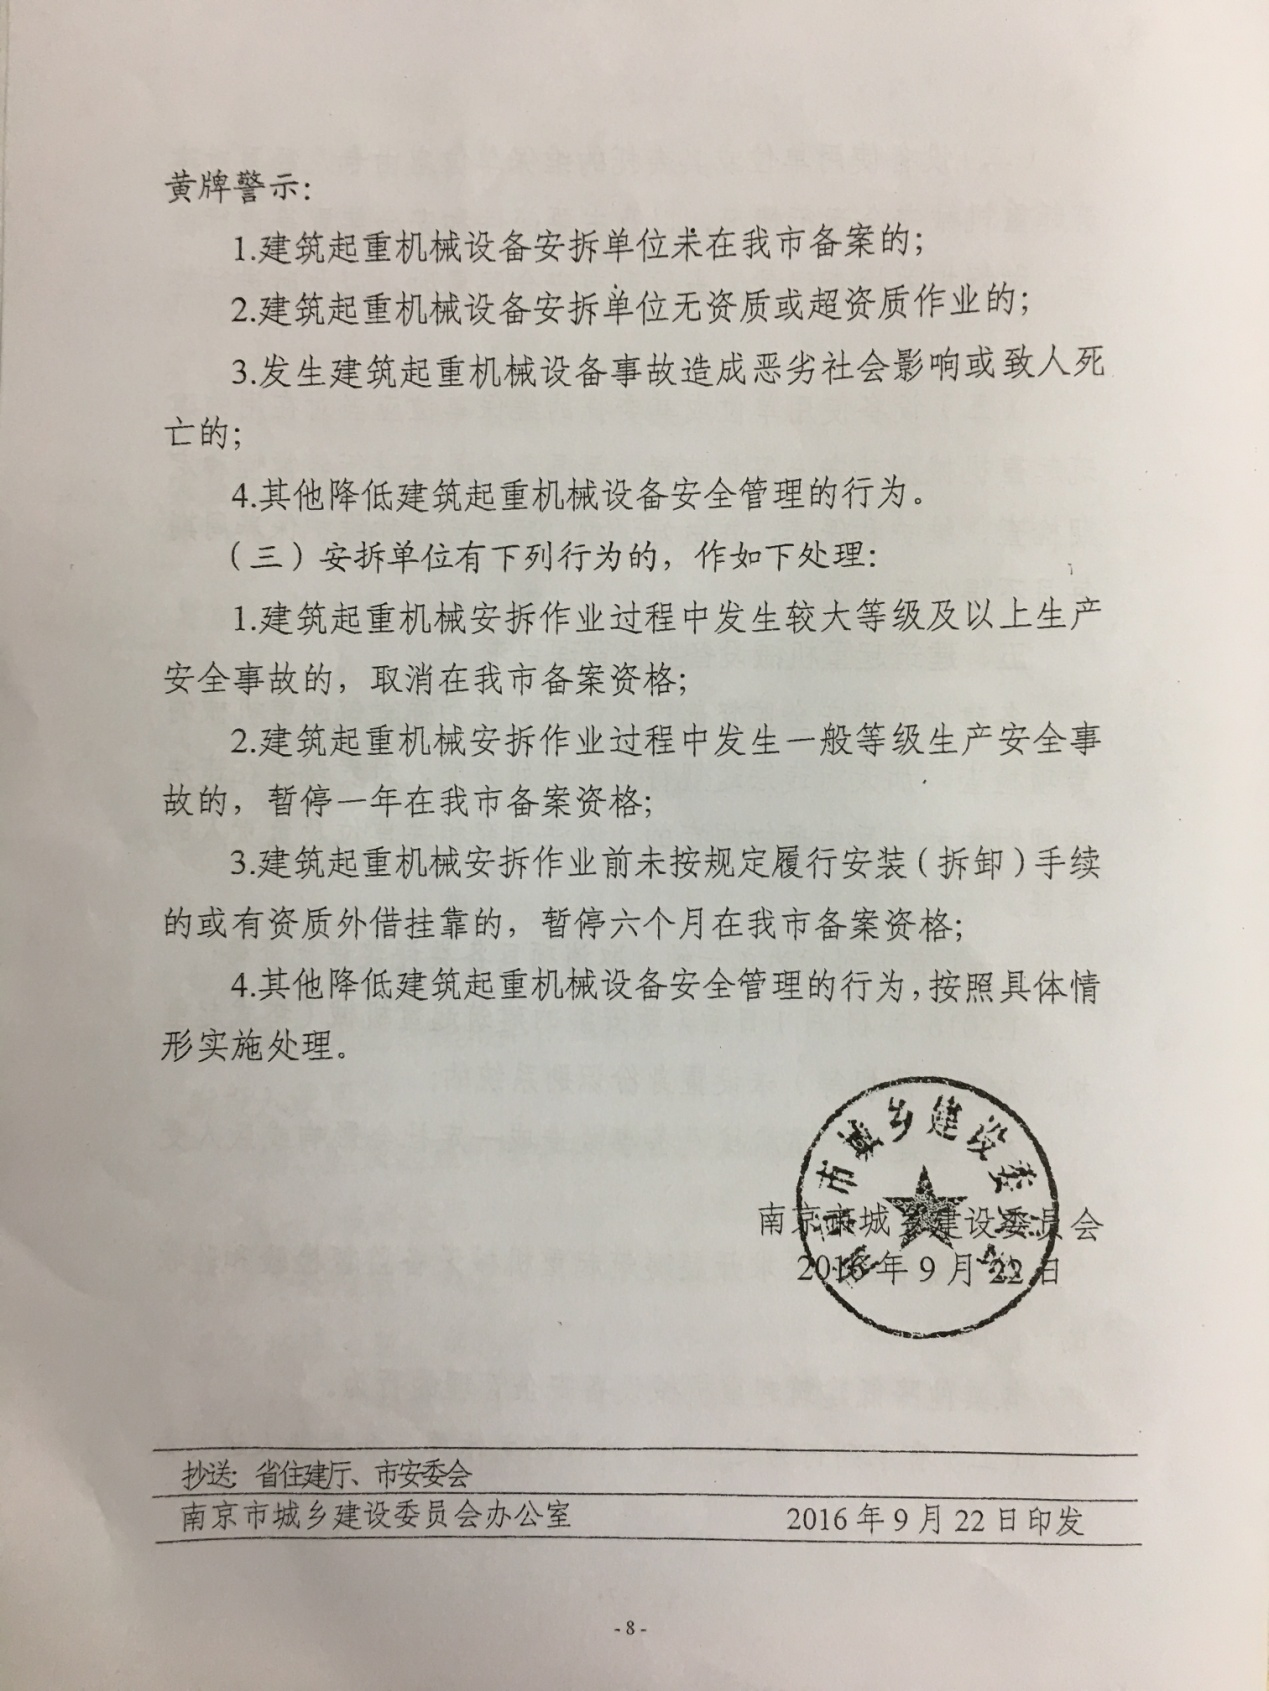 黄牌警示：
1.建筑起重机械设备安拆单位未在我市备案的；
2.建筑起重机械设备安拆单位无资质或超资质作业的；
3.发生建筑起重机械设备事故造成恶劣社会影响或致人死
亡的；
4.其他降低建筑起重机械设备安全管理的行为。
（三）安拆单位有下列行为的，作如下处理：
1.建筑起重机械安拆作业过程中发生较大等级及以上生产
安全事故的，取消在我市备案资格；
2.建筑起重机械安拆作业过程中发生一般等级生产安全事
故的，暂停一年在我市备案资格；
3.建筑起重机械安拆作业前未按规定履行安装（拆卸）手续
的或有资质外借挂靠的，暂停六个月在我市备案资格；
4.其他降低建筑起重机械设备安全管理的行为，按照具体情
形实施处理。
市城乡建设委
南京市城乡建设委员会
2016年9月22日
抄送：省住建厅、市安委会
南京市城乡建设委员会办公室 2016年9月22日印发
-8-